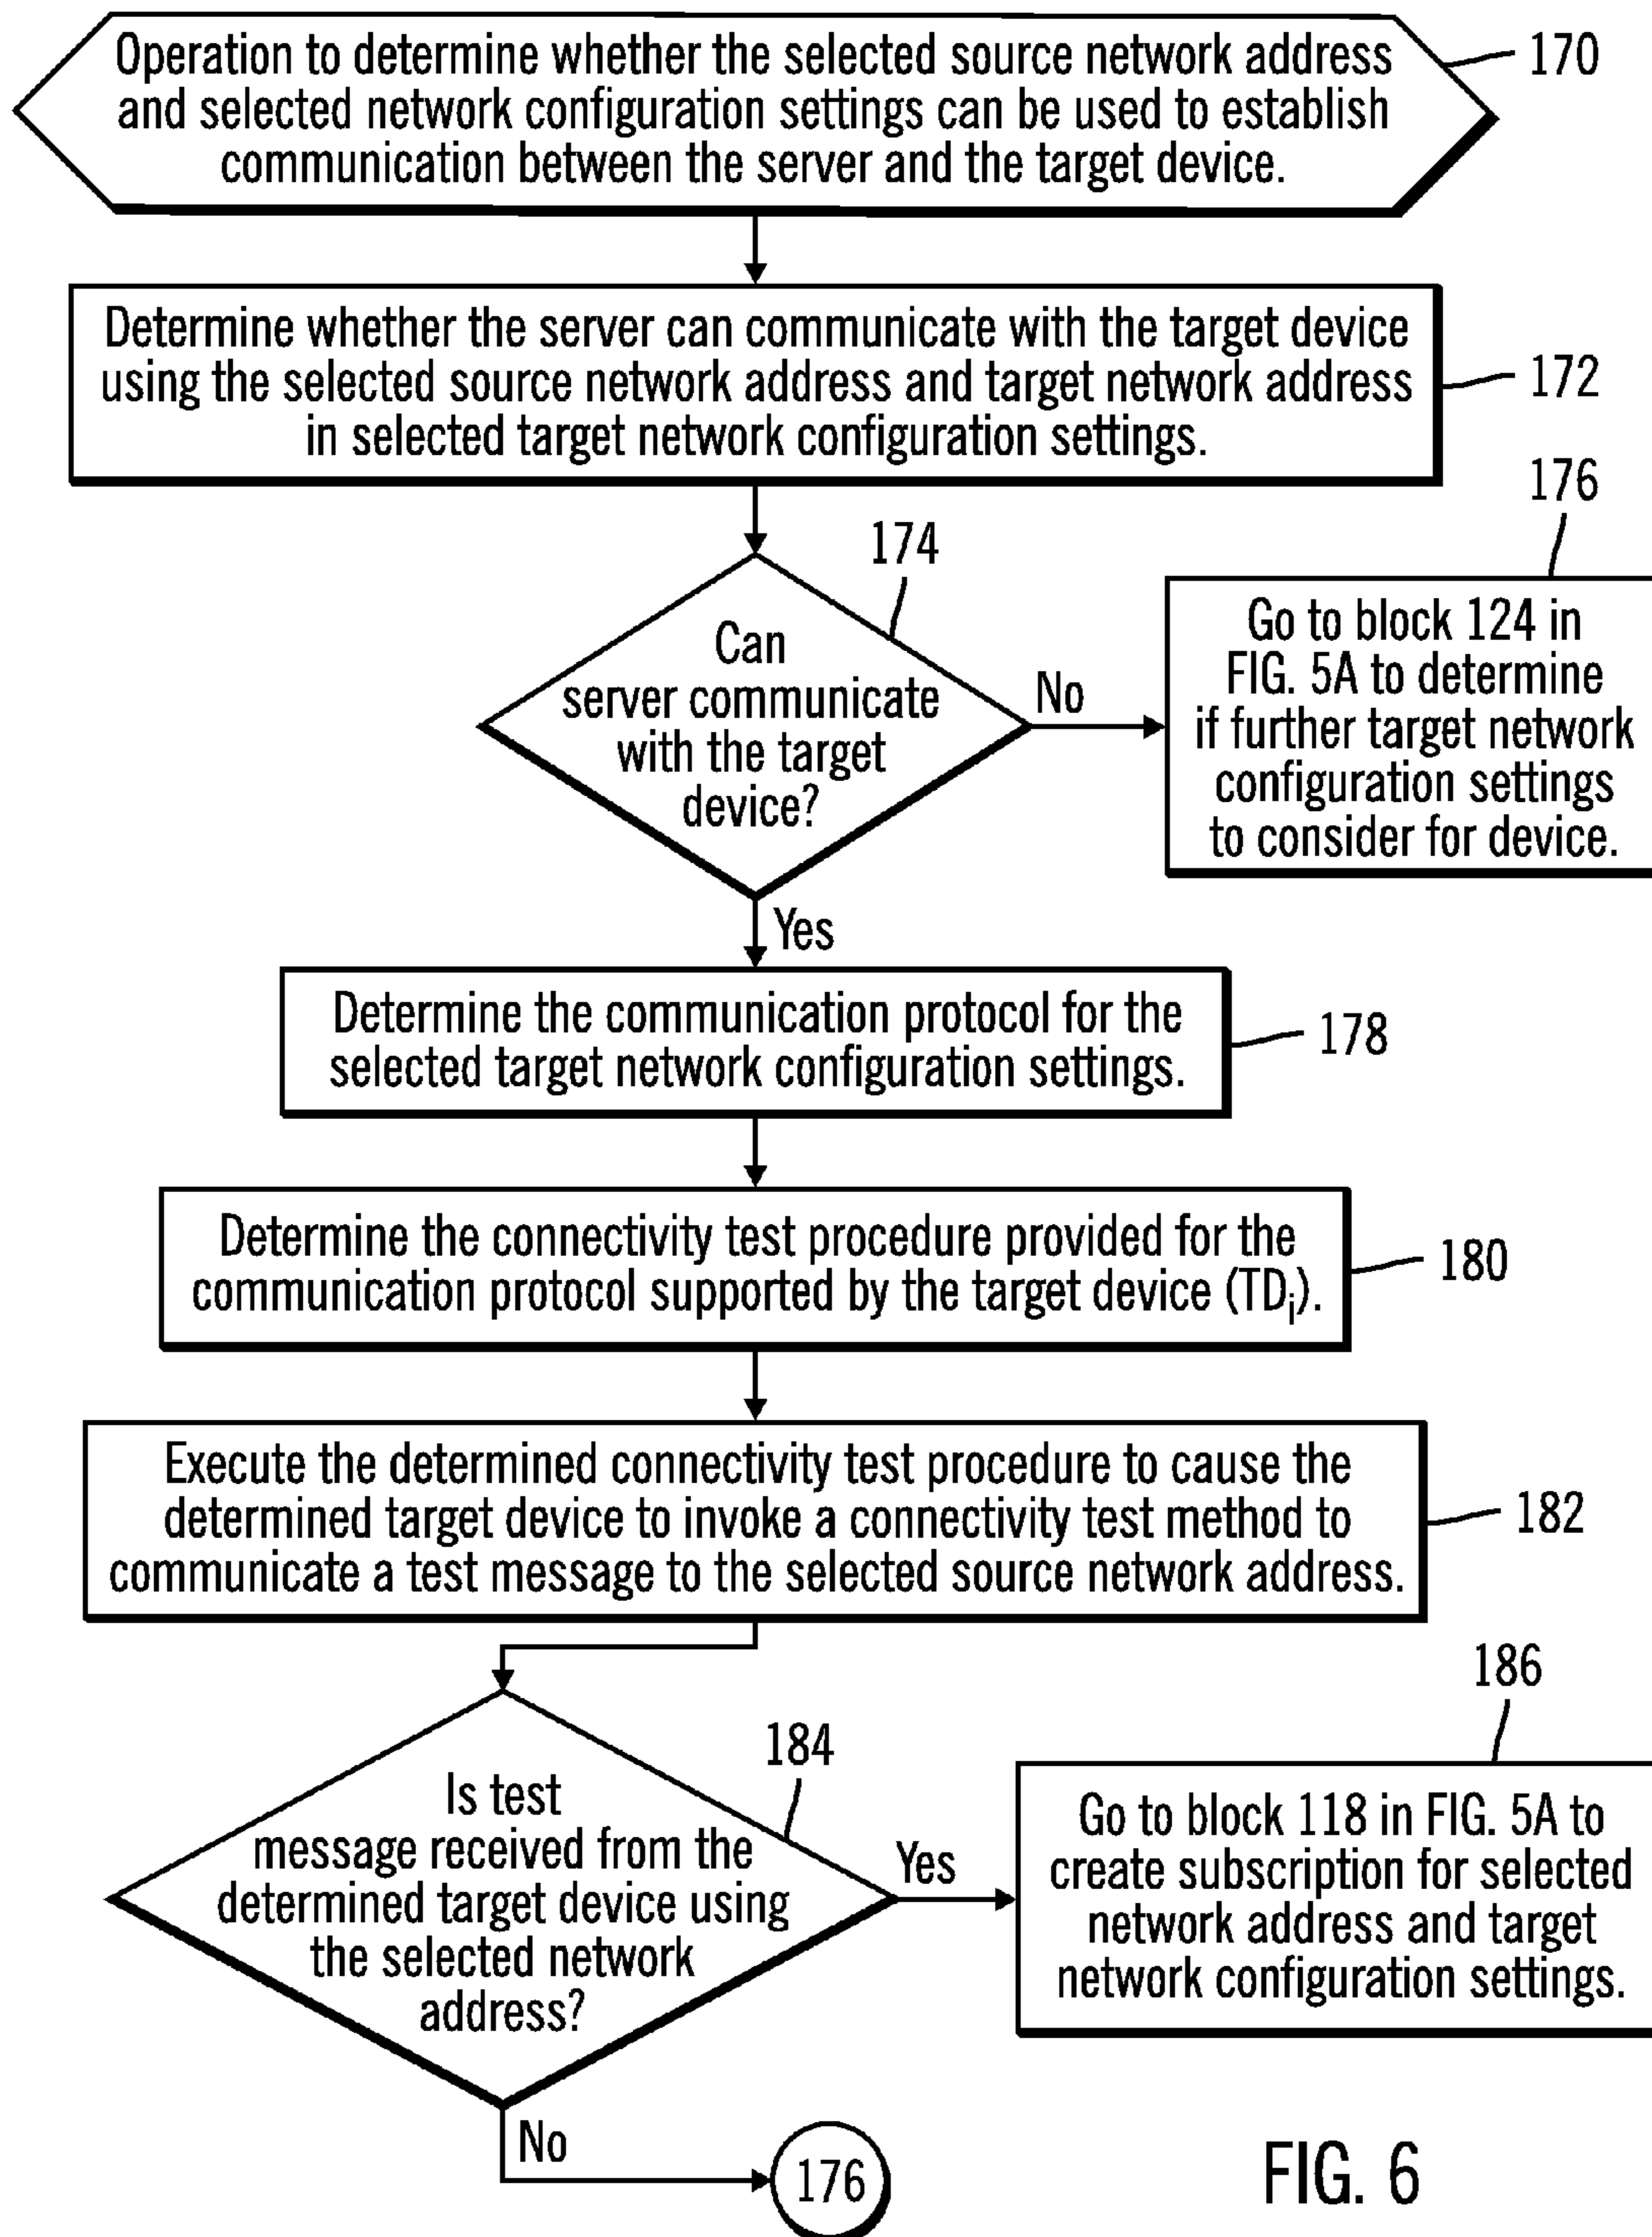 Operation to determine whether the selected source network address
and selected network configuration settings can be used to establish
communication between the server and the target device.
170
Determine whether the server can communicate with the target device
using the selected source network address and target network address
in selected target network configuration settings.
172
174
Can
server communicate
with the target
device?
No
176
Go to block 124 in
FIG. 5A to determine
if further target network
configuration settings
to consider for device.
Yes
Determine the communication protocol for the
selected target network configuration settings.
178
Determine the connectivity test procedure provided for the
communication protocol supported by the target device (TDi).
180
Execute the determined connectivity test procedure to cause the
determined target device to invoke a connectivity test method to
communicate a test message to the selected source network address.
182
184
Is test
message received from the
determined target device using
the selected network
address?
Yes
186
Go to block 118 in FIG. 5A to
create subscription for selected
network address and target
network configuration settings.
No
176
FIG. 6